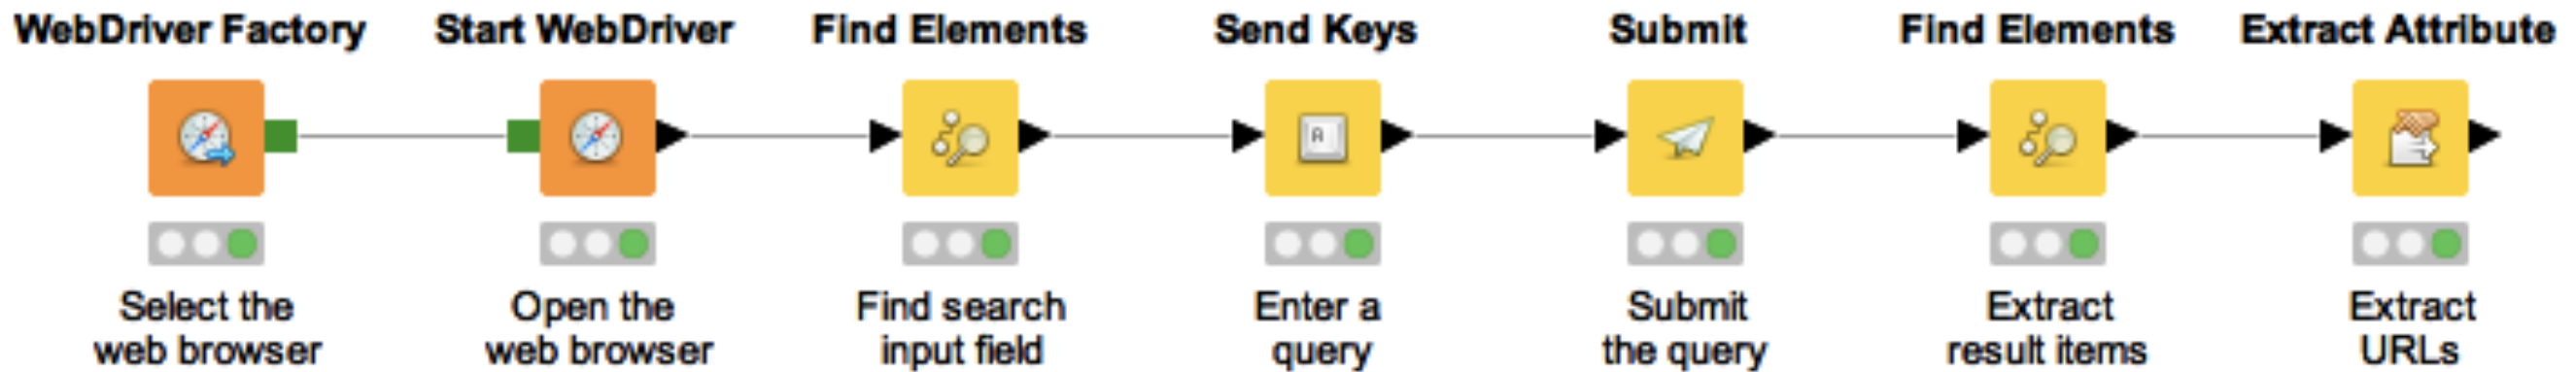 WebDriver Factory
Start WebDriver
Find Elements
Send Keys
Submit
Find Elements
Extract Attribute
A
Select the
web browser
Open the
web browser
Find search
input field
Enter a
query
Submit
the query
Extract
result items
Extract
URLs